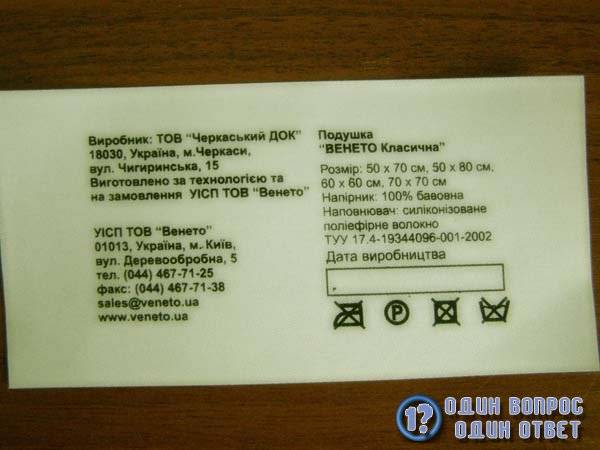 Виробник: ТОВ "Черкаський ДОК"
18030, Україна, м.Черкаси,
вул. Чигиринська, 15
Виготовлено за технологією та
на замовлення УІСП ТОВ "Венето"
УІСП ТОВ "Венето"
01013, Україна, м. Київ,
вул. Деревообробна, 5
тел. (044) 467-71-25
факс: (044) 467-71-38
sales@veneto.ua
www.veneto.ua
Подушка
"ВЕНЕТО Класична"
Розмір: 50 х 70 см, 50 х 80 см,
60 х 60 см, 70 х 70 см
Напірник: 100% бавовна
Наповнювач: силіконізоване
поліефірне волокно
ТУУ 17.4-19344096-001-2002
Дата виробництва
P
1?
ОДИН ВОПРОС
ОДИН ОТВЕТ